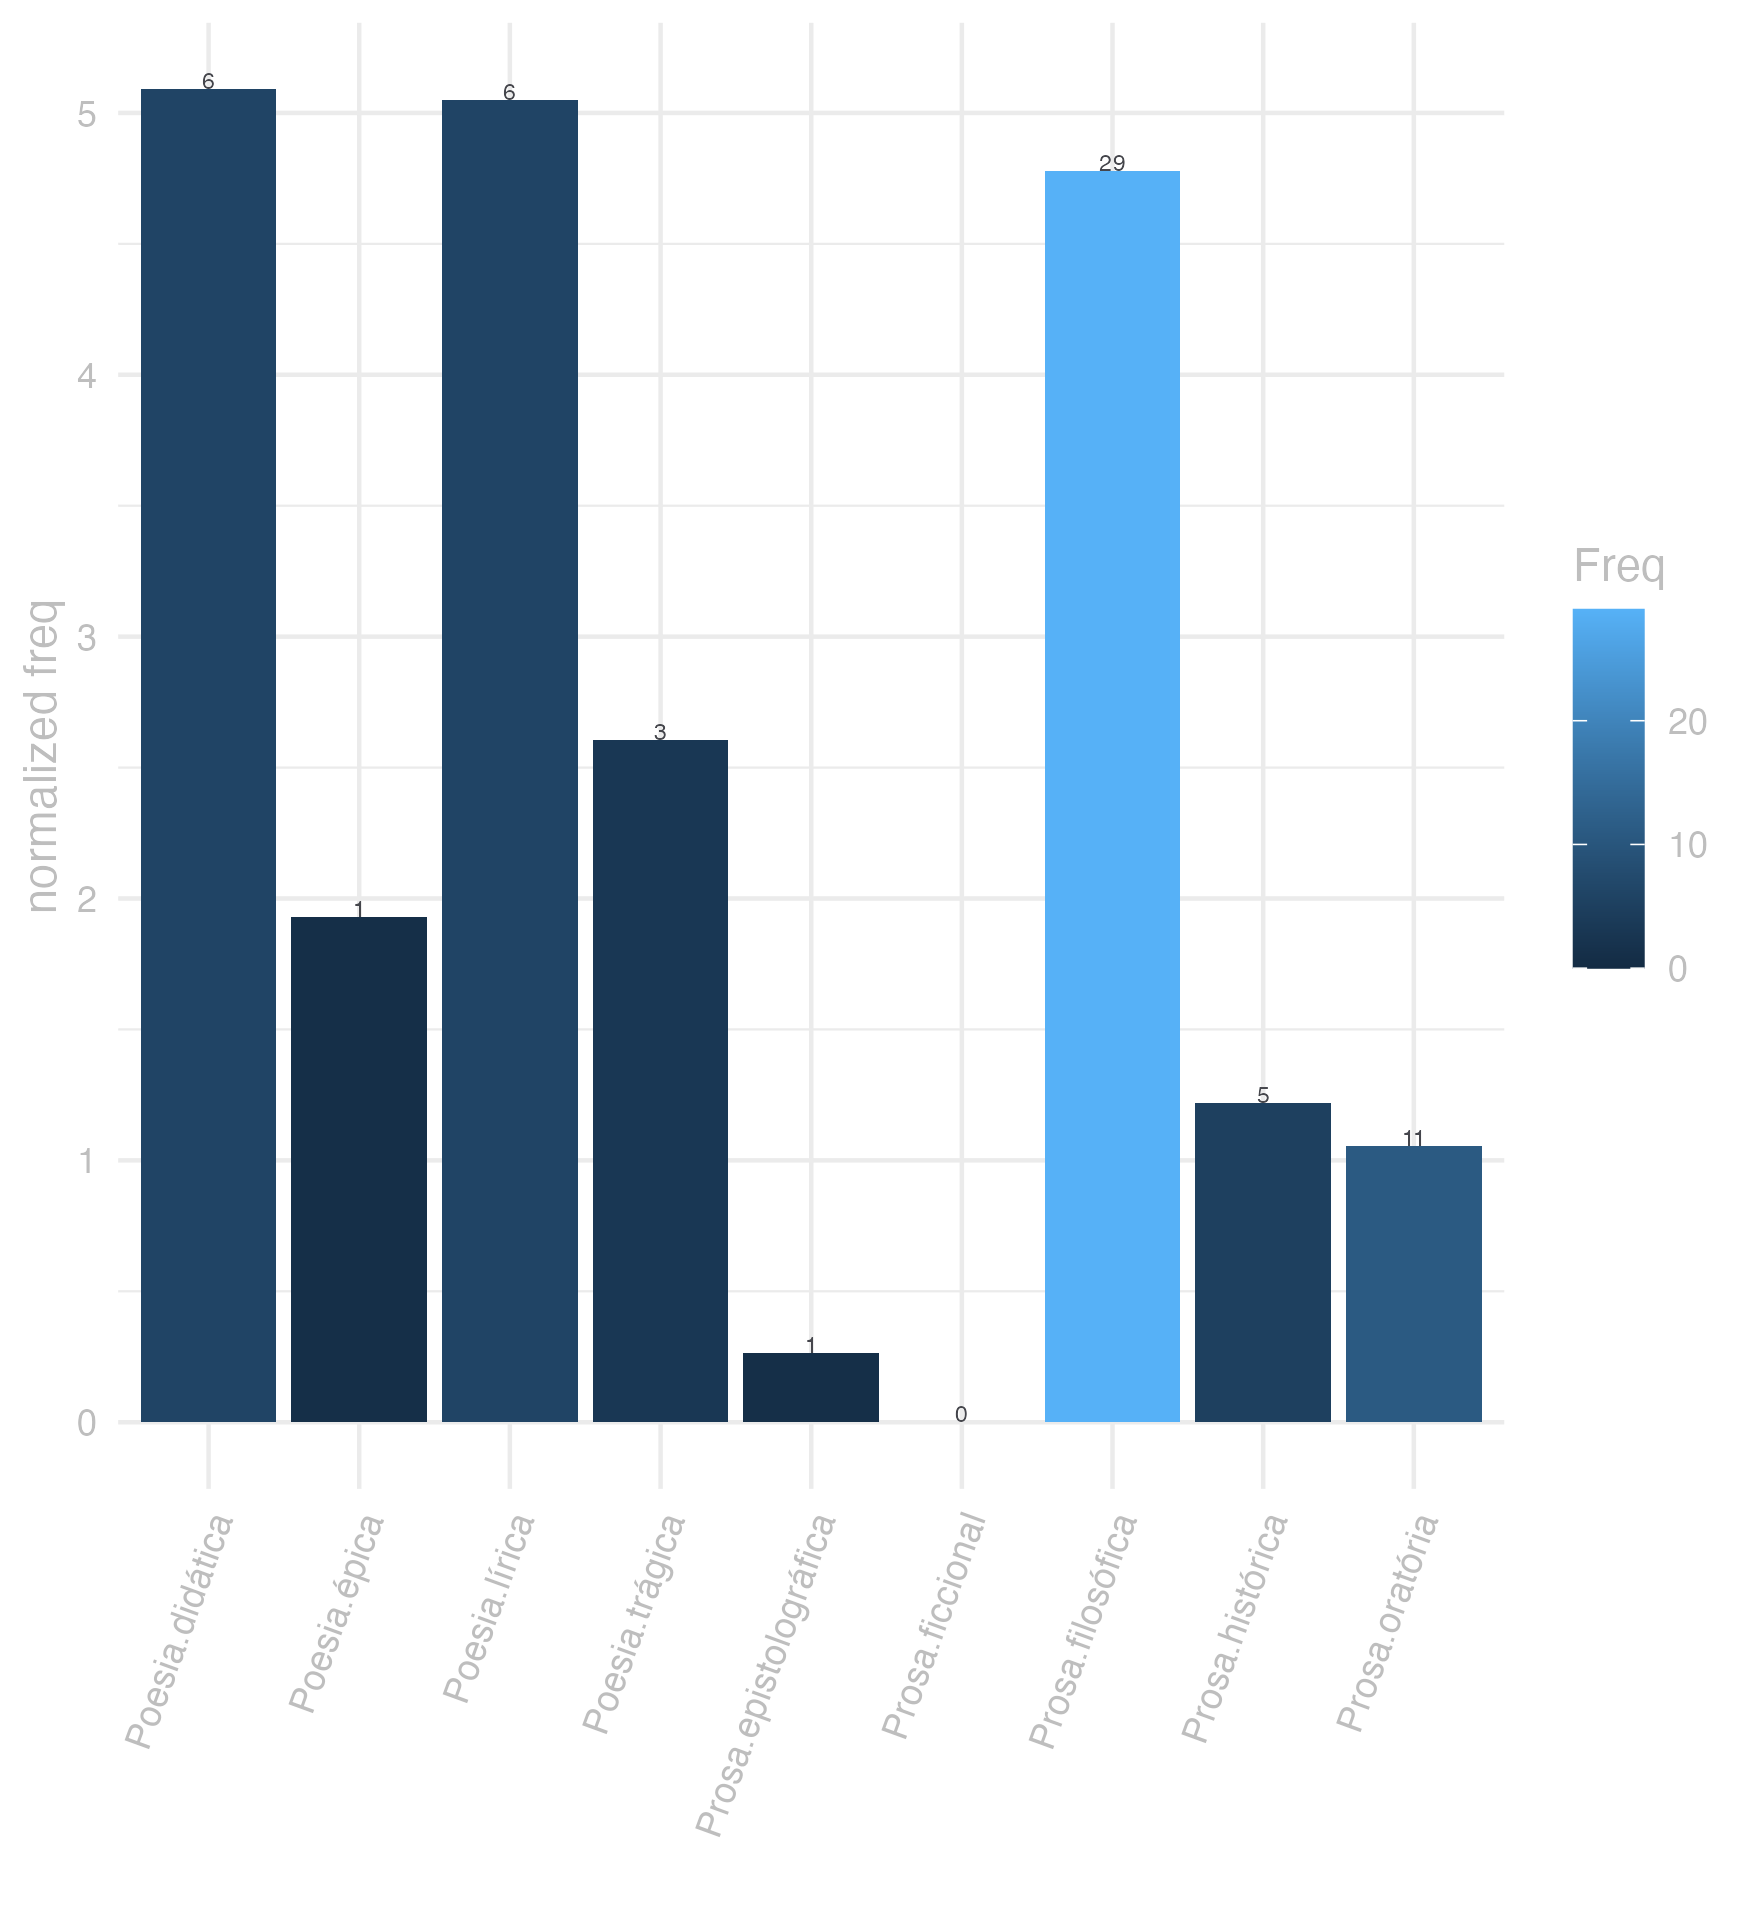 6
6
29
3
1
5
11
1
0
5
4
3
2
1
0
normalized freq
Poesia.didática
Poesia.épica
Poesia.lírica
Poesia.trágica
Prosa.epistolográfica
Prosa.ficcional
Prosa.filosófica
Prosa.histórica
Prosa.oratória
Freq
20
10
0